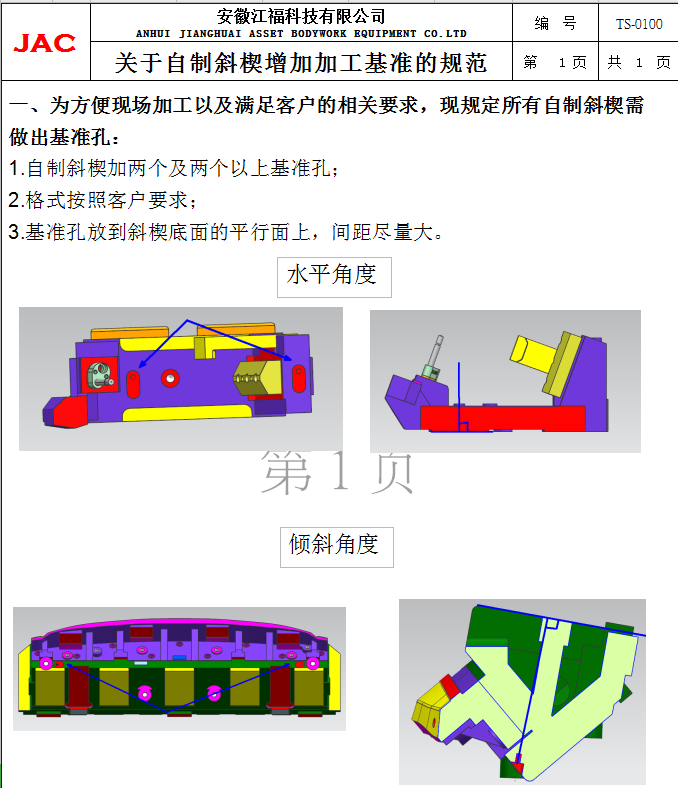 JAC
安徽江福科技有限公司
ANHUI JIANGHUAI ASSET BODYWORK EQUIPMENT CO.LTD
编 号
TS-0100
关于自制斜楔增加加工基准的规范
第 1 页
共 1 页
一、为方便现场加工以及满足客户的相关要求，现规定所有自制斜楔需
做出基准孔：
1.自制斜楔加两个及两个以上基准孔；
2.格式按照客户要求；
3.基准孔放到斜楔底面的平行面上，间距尽量大。
水平角度
第 1 页
倾斜角度